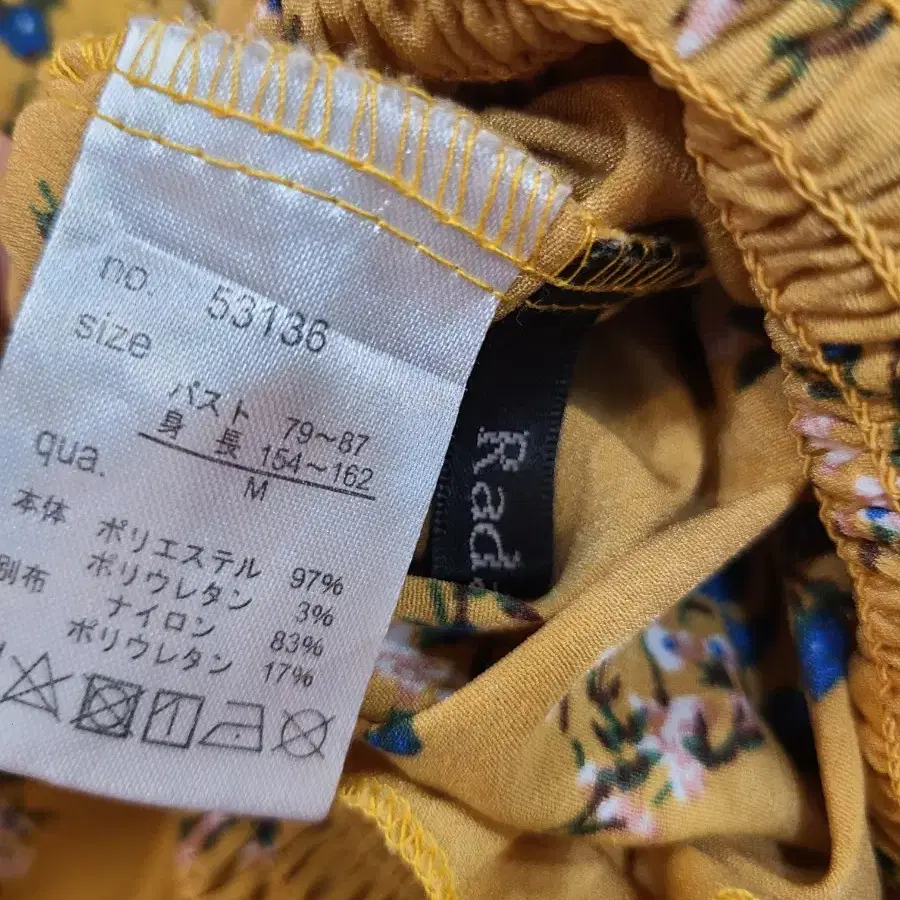 no. 53136
size
バスト 79～87
身 長 154～162
M
qua.
本体 ポリエステル 97%
ポリウレタン 3%
別布 ナイロン 83%
ポリウレタン 17%
Rad